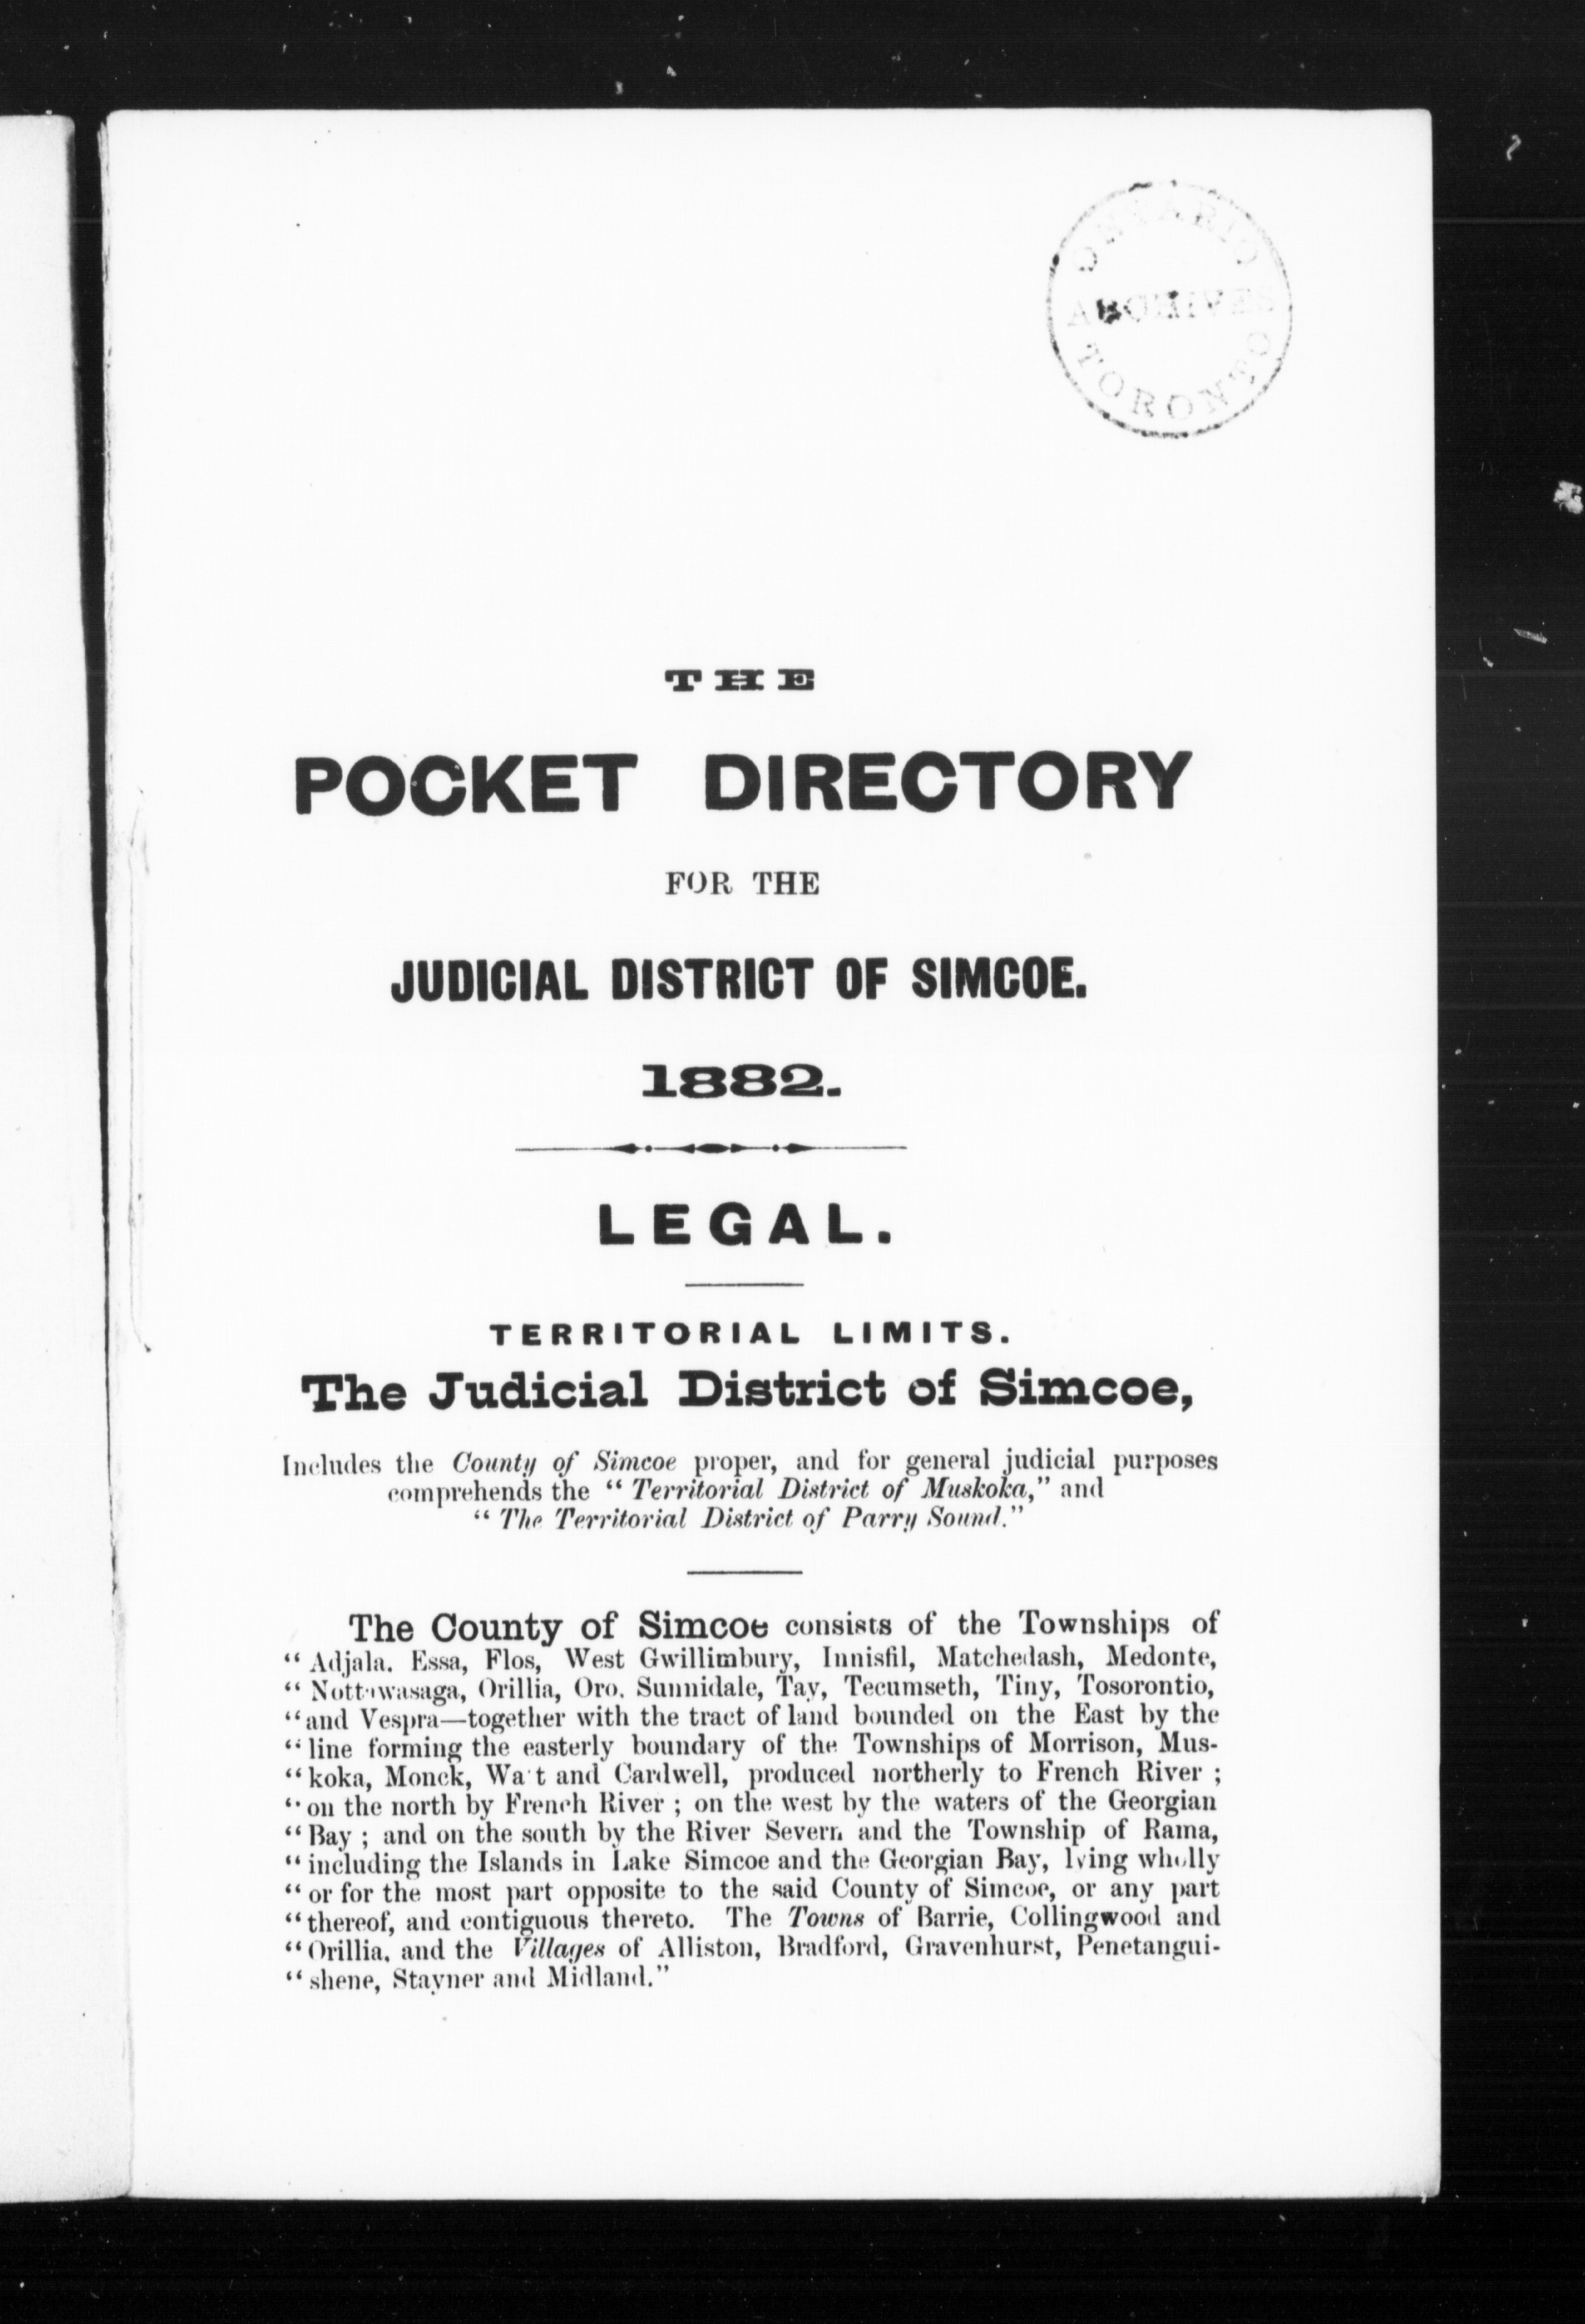 ONTARIO
ARCHIVES
TORONTO
THE
POCKET DIRECTORY
FOR THE
JUDICIAL DISTRICT OF SIMCOE.
1882.
LEGAL.
TERRITORIAL LIMITS.
The Judicial District of Simcoe,
Includes the County of Simcoe proper, and for general judicial purposes
comprehends the “ Territorial District of Muskoka,” and
“ The Territorial District of Parry Sound.”
The County of Simcoe consists of the Townships of
“ Adjala. Essa, Flos, West Gwillimbury, Innisfil, Matchedash, Medonte,
“ Nottawasaga, Orillia, Oro. Sunnidale, Tay, Tecumseth, Tiny, Tosorontio,
“ and Vespra—together with the tract of land bounded on the East by the
“ line forming the easterly boundary of the Townships of Morrison, Mus-
“ koka, Monck, Watt and Cardwell, produced northerly to French River ;
“ on the north by French River ; on the west by the waters of the Georgian
“ Bay ; and on the south by the River Severn and the Township of Rama,
“ including the Islands in Lake Simcoe and the Georgian Bay, lying wholly
“ or for the most part opposite to the said County of Simcoe, or any part
“ thereof, and contiguous thereto. The Towns of Barrie, Collingwood and
“ Orillia, and the Villages of Alliston, Bradford, Gravenhurst, Penetangui-
“ shene, Stayner and Midland.”